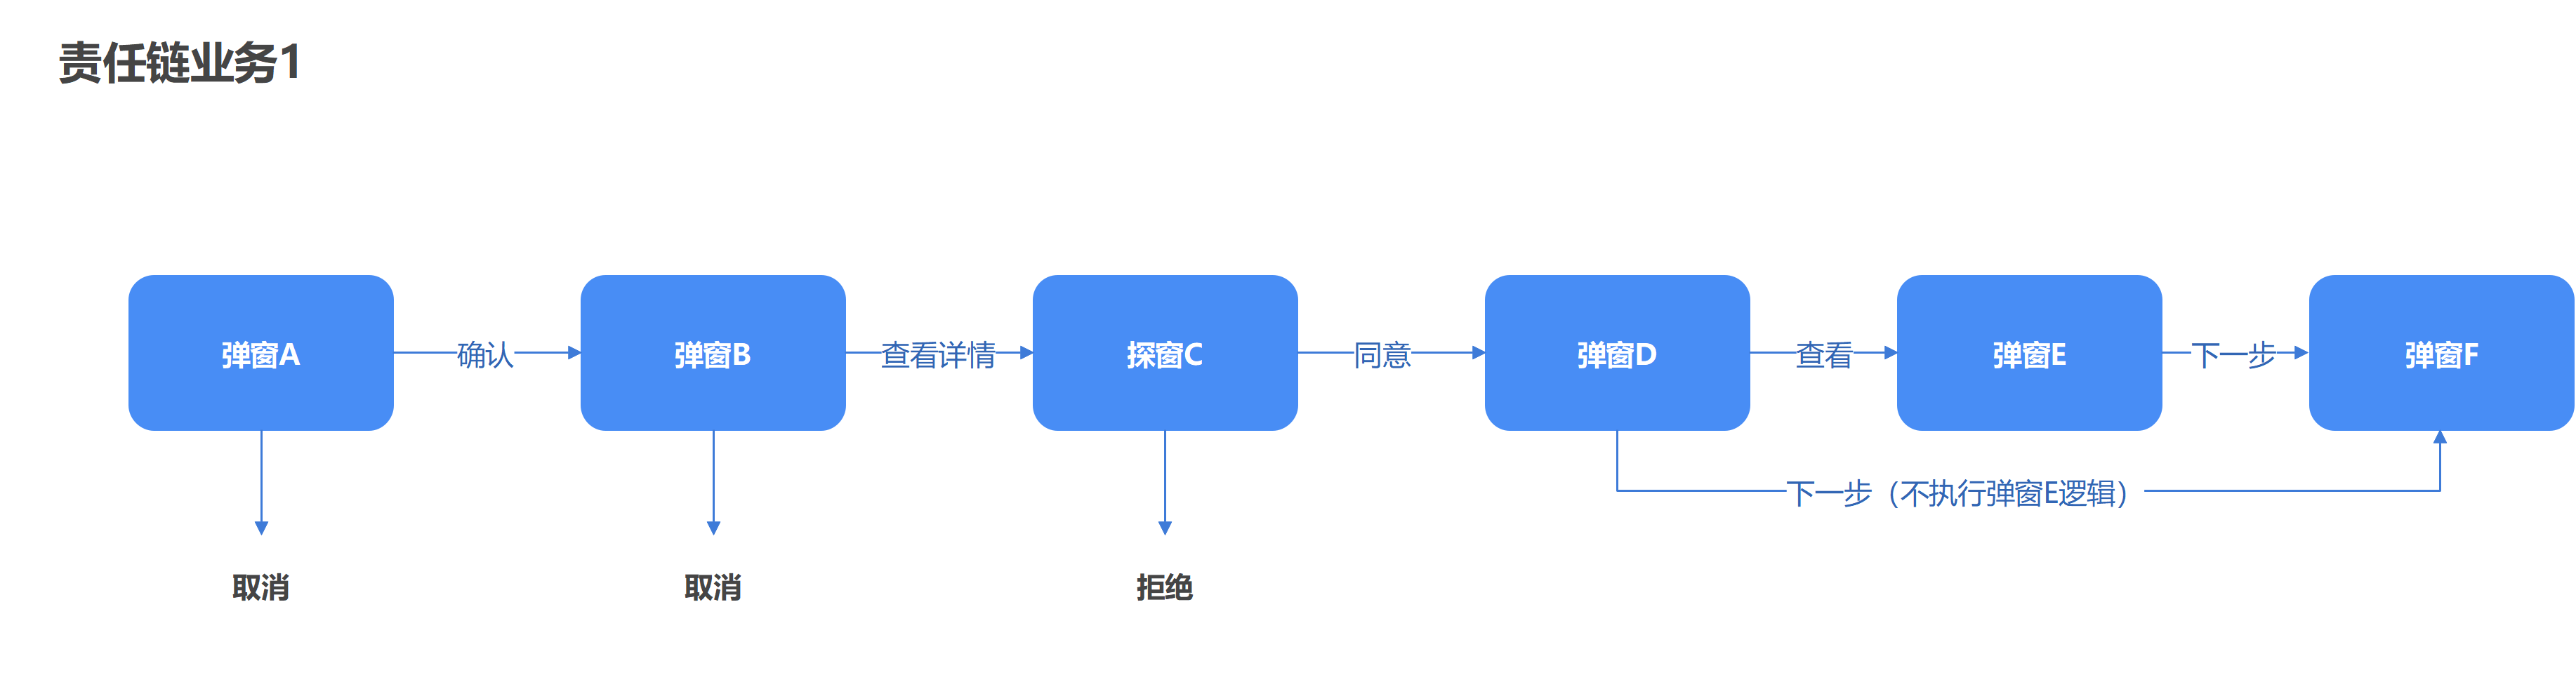 责任链业务1
弹窗A
确认
弹窗B
查看详情
探窗C
同意
弹窗D
查看
弹窗E
下一步
弹窗F
下一步（不执行弹窗E逻辑）
取消
取消
拒绝